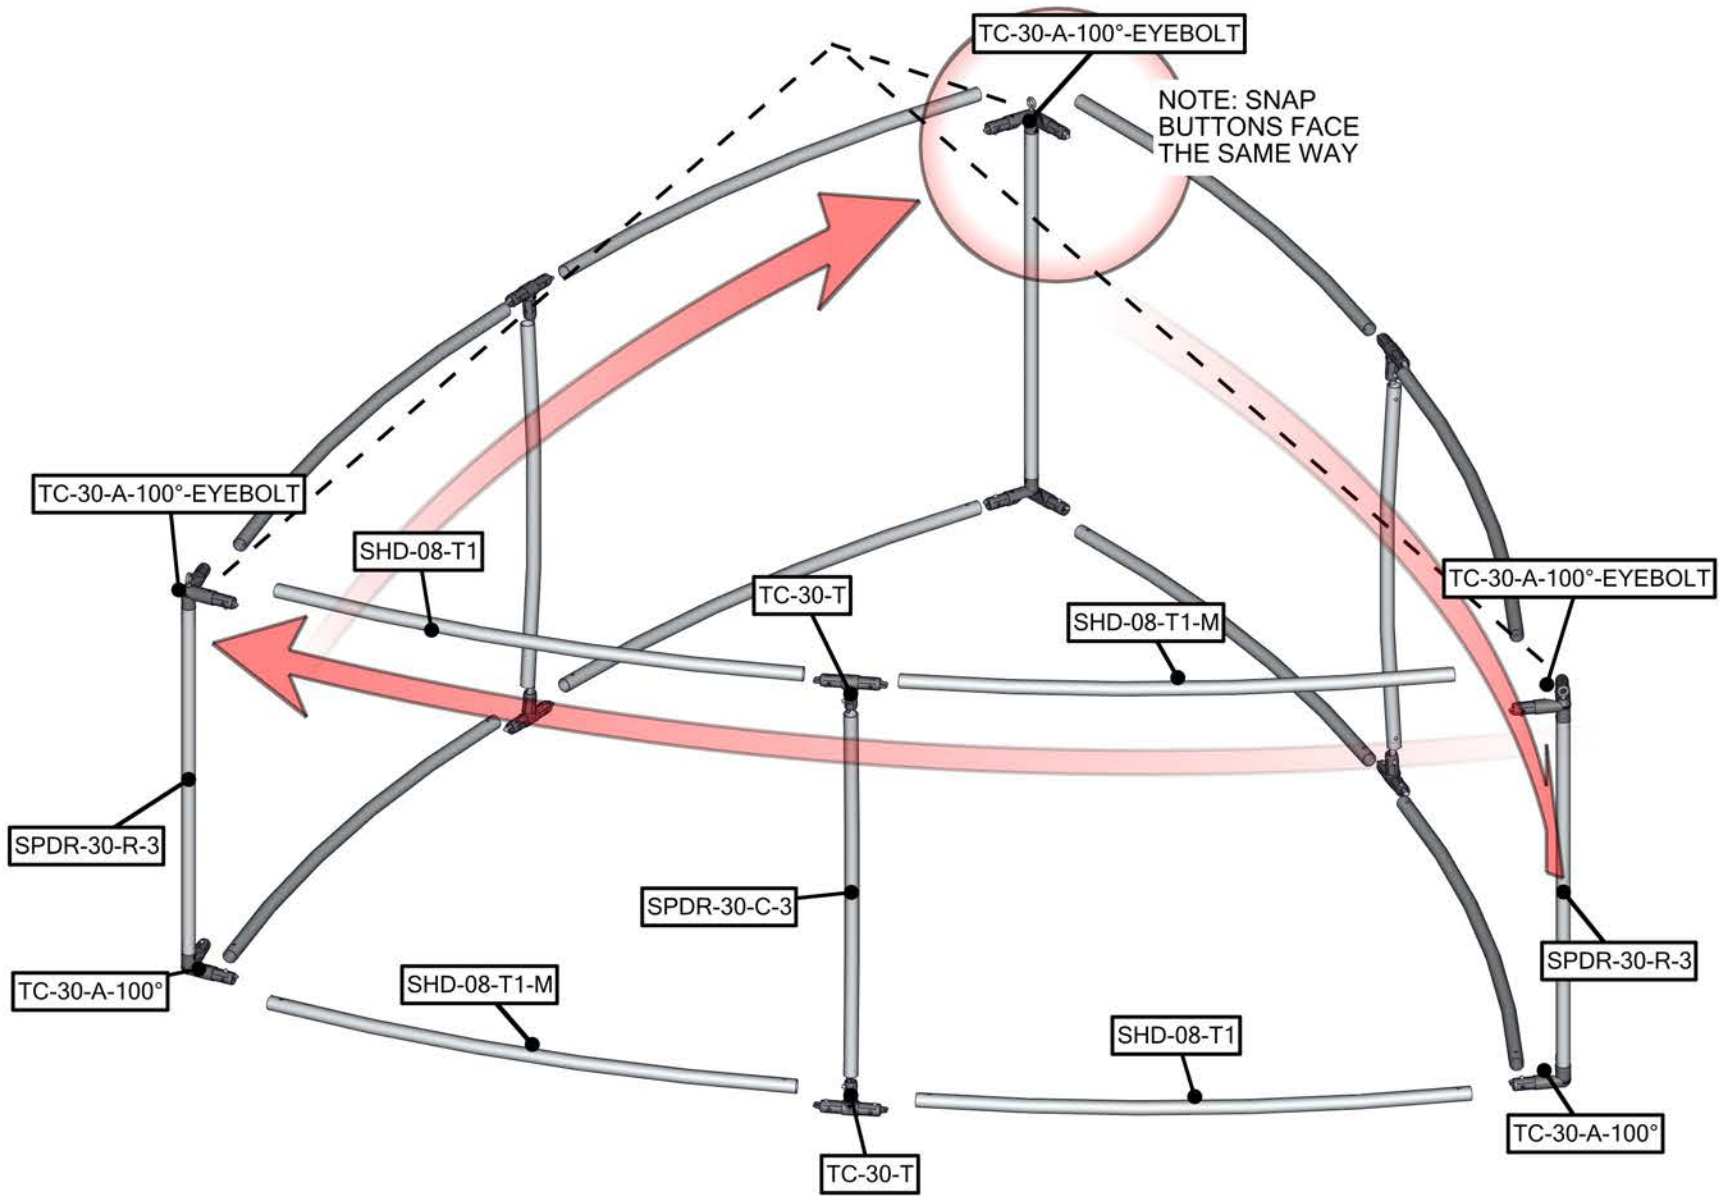 TC-30-A-100°-EYEBOLT
NOTE: SNAP
BUTTONS FACE
THE SAME WAY
TC-30-A-100°-EYEBOLT
SHD-08-T1
TC-30-T
TC-30-A-100°-EYEBOLT
SHD-08-T1-M
SPDR-30-R-3
SPDR-30-C-3
SPDR-30-R-3
TC-30-A-100°
SHD-08-T1-M
SHD-08-T1
TC-30-A-100°
TC-30-T